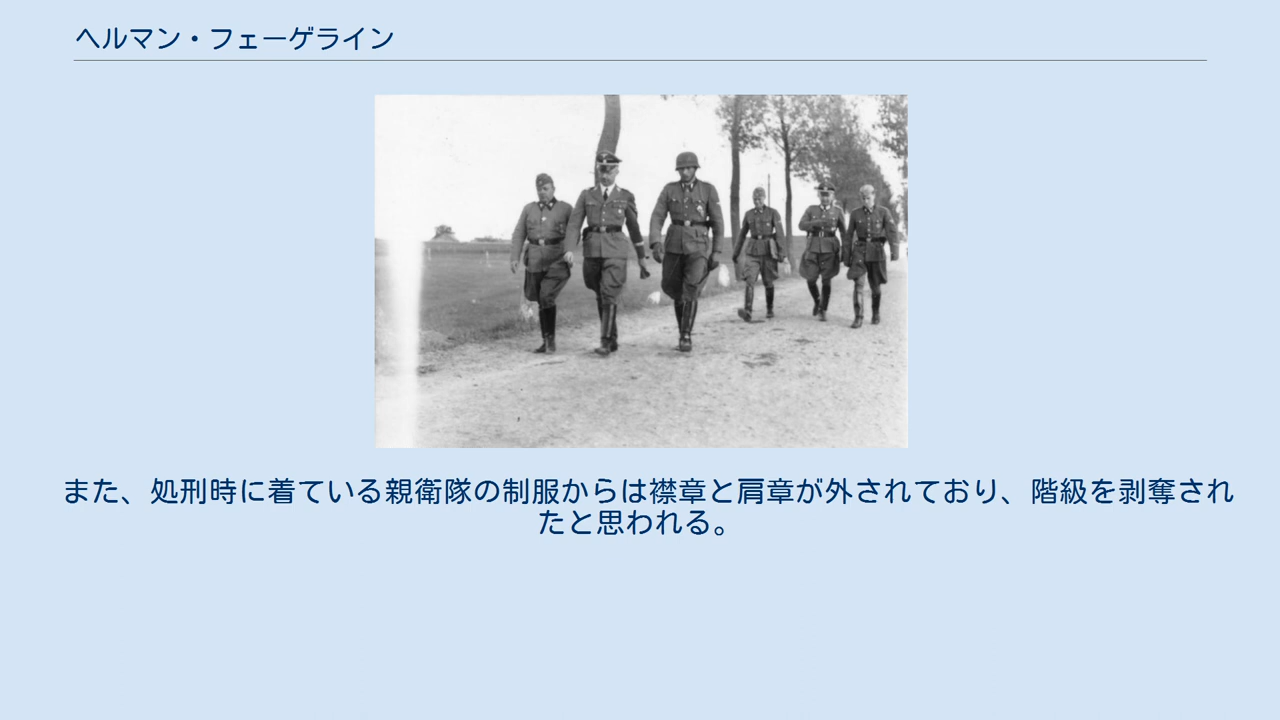 ヘルマン・フェーゲライン
また、処刑時に着ている親衛隊の制服からは襟章と肩章が外されており、階級を剥奪され
たと思われる。